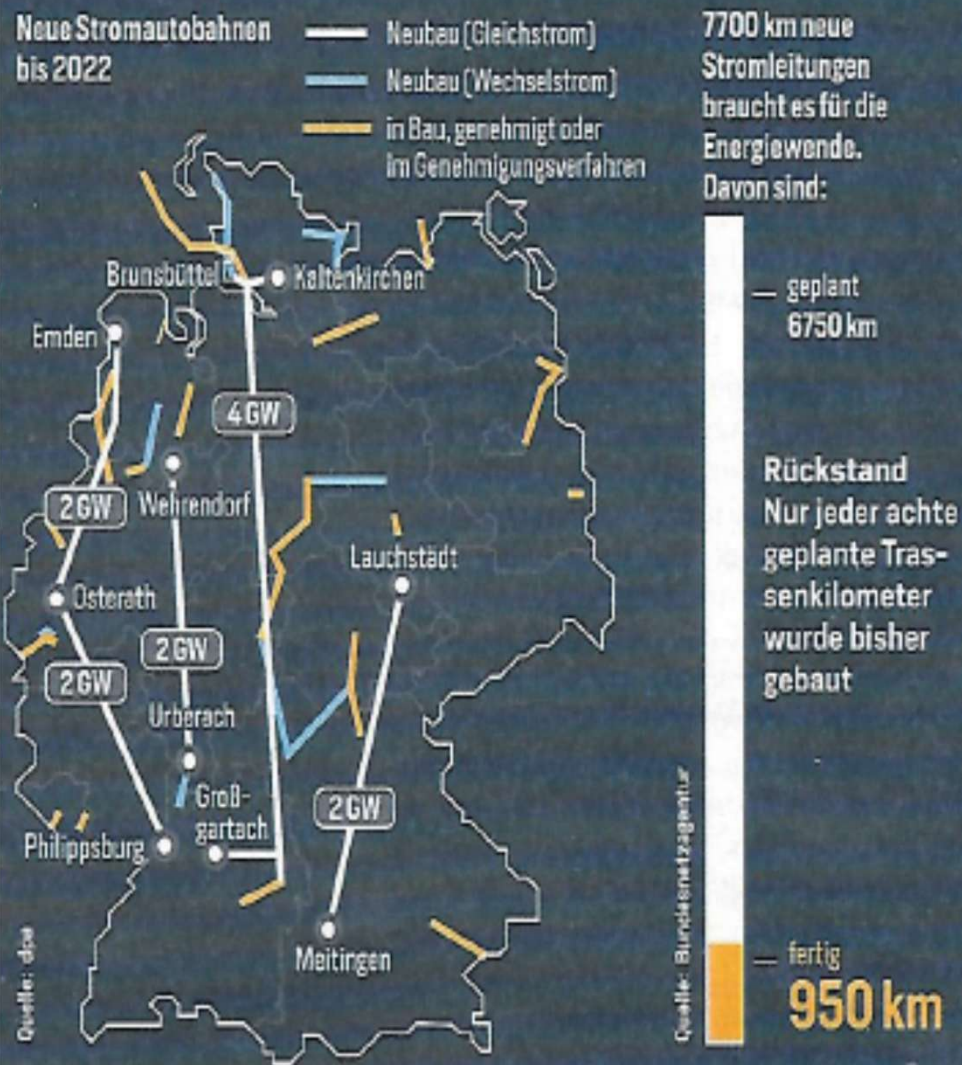 Neue Stromautobahnen
bis 2022
Neubau (Gleichstrom)
Neubau (Wechselstrom)
in Bau, genehmigt oder
im Genehmigungsverfahren
7700 km neue
Stromleitungen
braucht es für die
Energiewende.
Davon sind:
geplant
6750 km
Rückstand
Nur jeder achte
geplante Tras-
senkilometer
wurde bisher
gebaut
fertig
950 km
Brunsbüttel
Kaltenkirchen
Emden
4 GW
2 GW
Wehrendorf
Lauchstädt
Osterath
2 GW
2 GW
Urberach
Groß-
gartach
2 GW
Philippsburg
Meitingen
Quelle: dpa
Quelle: Bundesnetzagentur